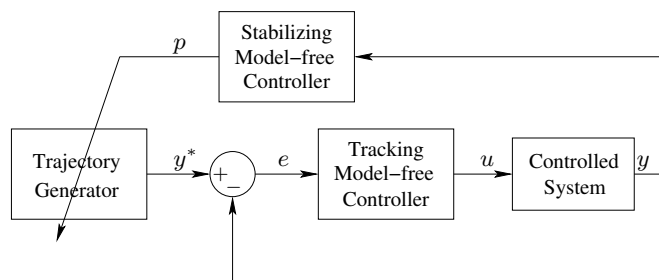 Stabilizing
Model−free
Controller
p
Trajectory
Generator
y*
+
−
e
Tracking
Model−free
Controller
u
Controlled
System
y